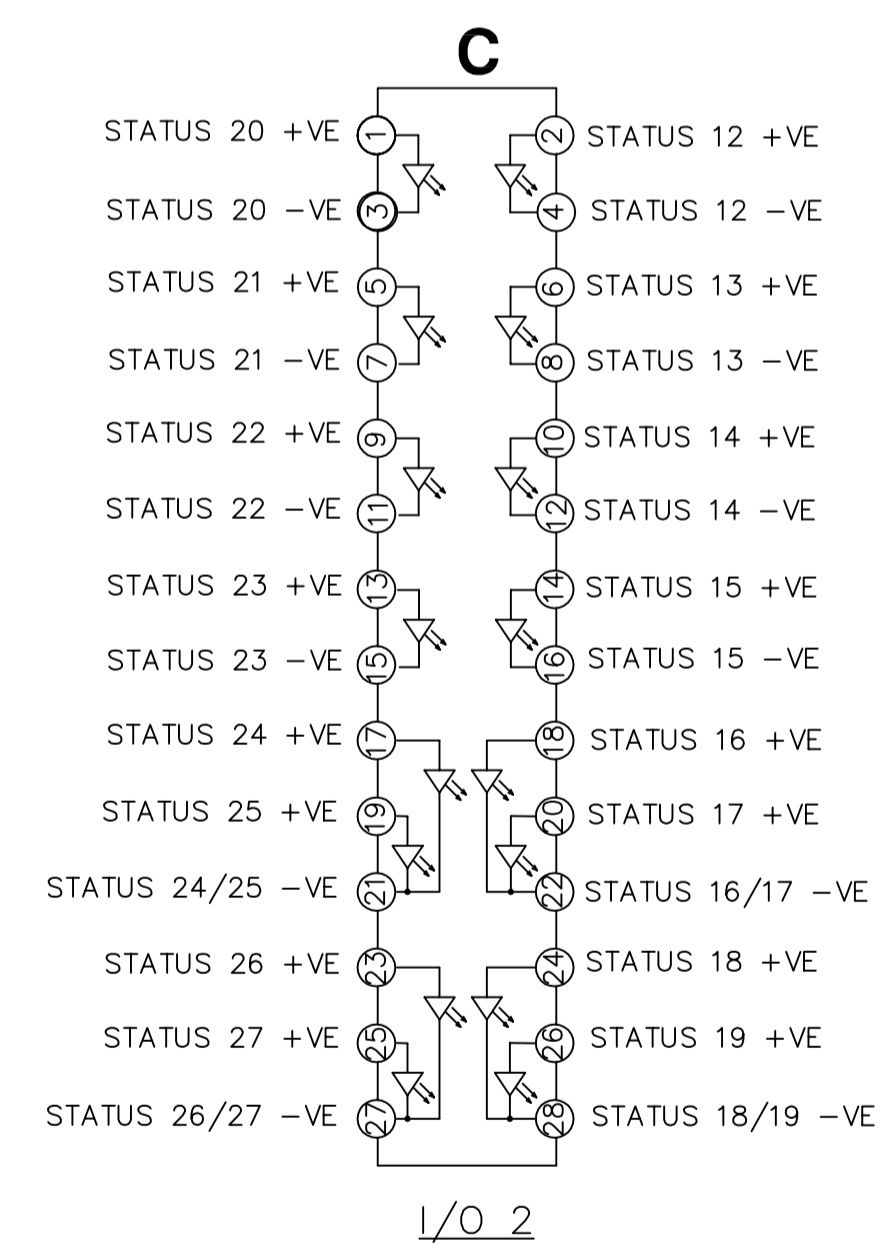 C
STATUS 20 +VE 1 2 STATUS 12 +VE
STATUS 20 −VE 3 4 STATUS 12 −VE
STATUS 21 +VE 5 6 STATUS 13 +VE
STATUS 21 −VE 7 8 STATUS 13 −VE
STATUS 22 +VE 9 10 STATUS 14 +VE
STATUS 22 −VE 11 12 STATUS 14 −VE
STATUS 23 +VE 13 14 STATUS 15 +VE
STATUS 23 −VE 15 16 STATUS 15 −VE
STATUS 24 +VE 17 18 STATUS 16 +VE
STATUS 25 +VE 19 20 STATUS 17 +VE
STATUS 24/25 −VE 21 22 STATUS 16/17 −VE
STATUS 26 +VE 23 24 STATUS 18 +VE
STATUS 27 +VE 25 26 STATUS 19 +VE
STATUS 26/27 −VE 27 28 STATUS 18/19 −VE
I/O 2